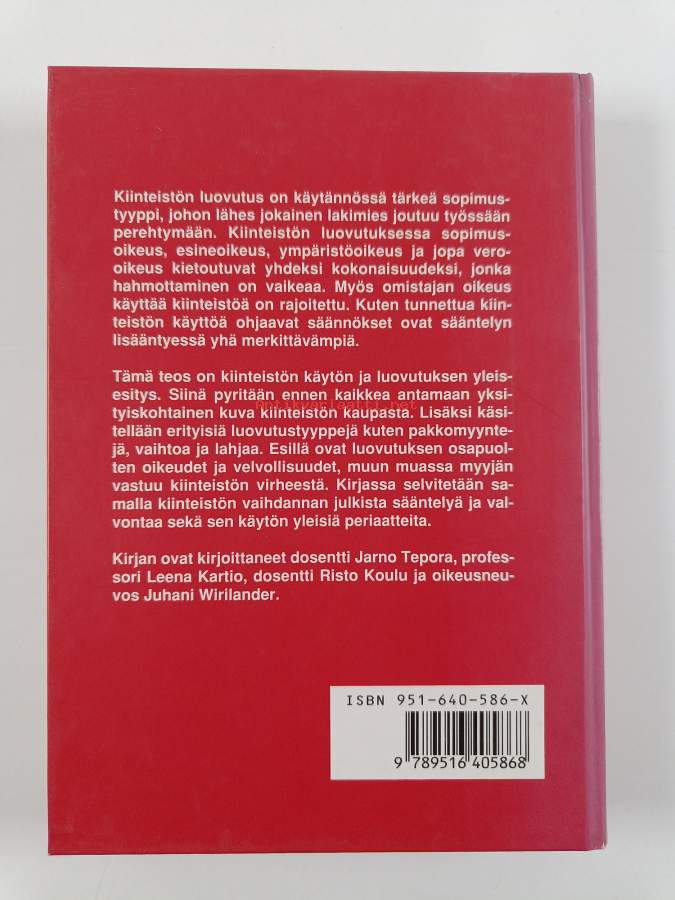 Kiinteistön luovutus on käytännössä tärkeä sopimus-
tyyppi, johon lähes jokainen lakimies joutuu työssään
perehtymään. Kiinteistön luovutuksessa sopimus-
oikeus, esineoikeus, ympäristöoikeus ja jopa vero-
oikeus kietoutuvat yhdeksi kokonaisuudeksi, jonka
hahmottaminen on vaikeaa. Myös omistajan oikeus
käyttää kiinteistöä on rajoitettu. Kuten tunnettua kiin-
teistön käyttöä ohjaavat säännökset ovat sääntelyn
lisääntyessä yhä merkittävämpiä.
Tämä teos on kiinteistön käytön ja luovutuksen yleis-
esitys. Siinä pyritään ennen kaikkea antamaan yksi-
Antikvariaatti.net
tyiskohtainen kuva kiinteistön kaupasta. Lisäksi käsi-
tellään erityisiä luovutustyyppejä kuten pakkomyynte-
jä, vaihtoa ja lahjaa. Esillä ovat luovutuksen osapuol-
ten oikeudet ja velvollisuudet, muun muassa myyjän
vastuu kiinteistön virheestä. Kirjassa selvitetään sa-
malla kiinteistön vaihdannan julkista sääntelyä ja val-
vontaa sekä sen käytön yleisiä periaatteita.
Kirjan ovat kirjoittaneet dosentti Jarno Tepora, profes-
sori Leena Kartio, dosentti Risto Koulu ja oikeusneu-
vos Juhani Wirilander.
ISBN 951-640-586-X
9 789516 405868